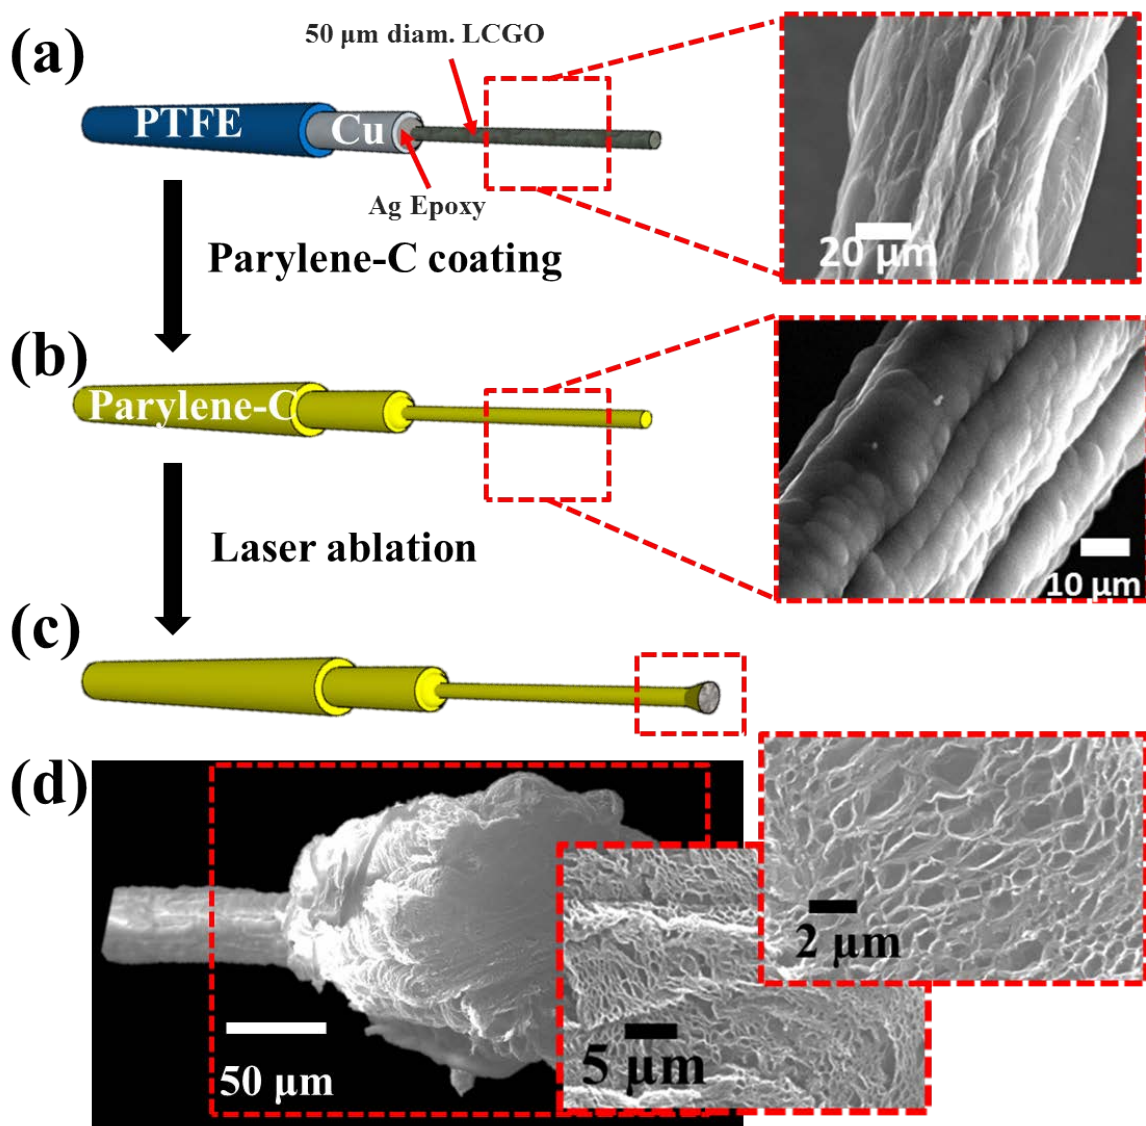 (a)
50 μm diam. LCGO
PTFE
Cu
Ag Epoxy
20 μm
Parylene-C coating
(b)
Parylene-C
10 μm
Laser ablation
(c)
(d)
50 μm
5 μm
2 μm